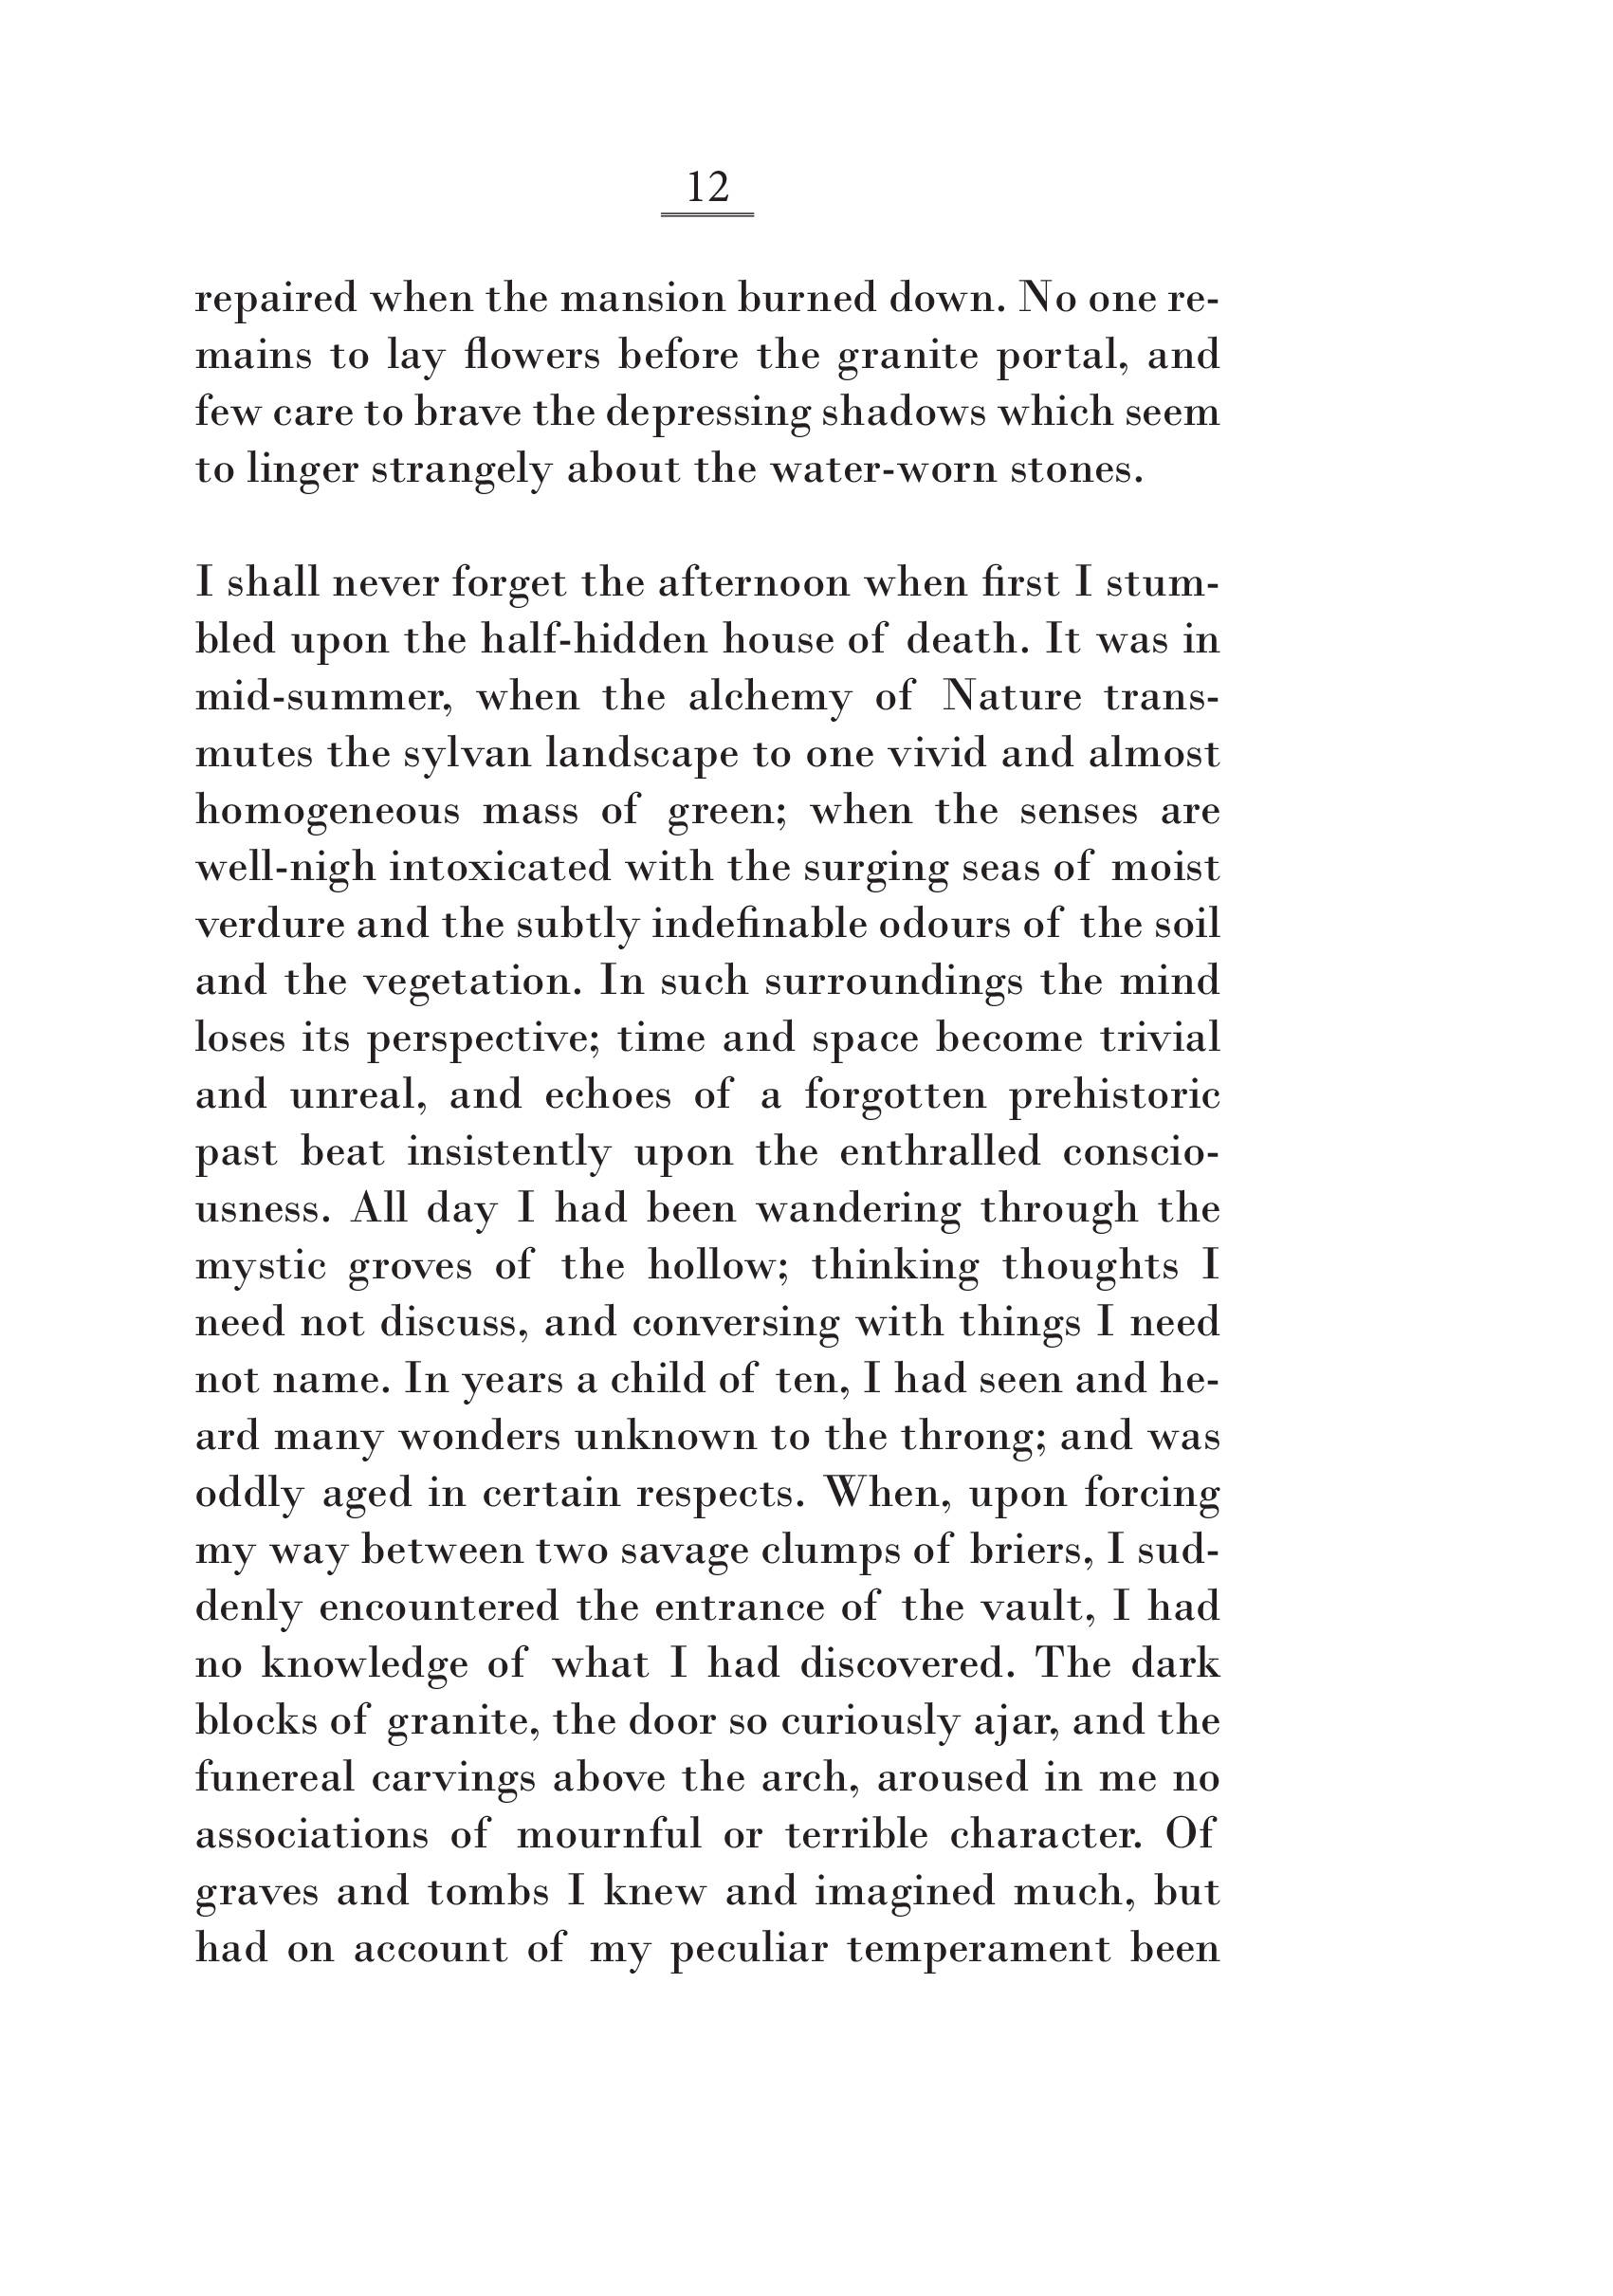 12
repaired when the mansion burned down. No one re-
mains to lay flowers before the granite portal, and
few care to brave the depressing shadows which seem
to linger strangely about the water-worn stones.
I shall never forget the afternoon when first I stum-
bled upon the half-hidden house of death. It was in
mid-summer, when the alchemy of Nature trans-
mutes the sylvan landscape to one vivid and almost
homogeneous mass of green; when the senses are
well-nigh intoxicated with the surging seas of moist
verdure and the subtly indefinable odours of the soil
and the vegetation. In such surroundings the mind
loses its perspective; time and space become trivial
and unreal, and echoes of a forgotten prehistoric
past beat insistently upon the enthralled conscio-
usness. All day I had been wandering through the
mystic groves of the hollow; thinking thoughts I
need not discuss, and conversing with things I need
not name. In years a child of ten, I had seen and he-
ard many wonders unknown to the throng; and was
oddly aged in certain respects. When, upon forcing
my way between two savage clumps of briers, I sud-
denly encountered the entrance of the vault, I had
no knowledge of what I had discovered. The dark
blocks of granite, the door so curiously ajar, and the
funereal carvings above the arch, aroused in me no
associations of mournful or terrible character. Of
graves and tombs I knew and imagined much, but
had on account of my peculiar temperament been